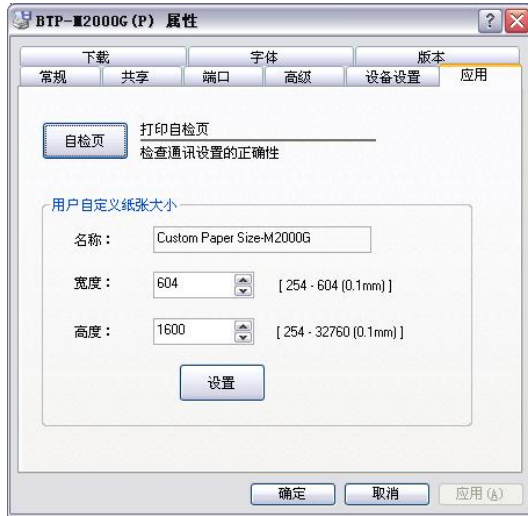 BTP-M2000G(P) 属性
下载 字体 版本
常规 共享 端口 高级 设备设置 应用
自检页
打印自检页
检查通讯设置的正确性
用户自定义纸张大小
名称： Custom Paper Size-M2000G
宽度： 604 [ 254 - 604 (0.1mm) ]
高度： 1600 [ 254 - 32760 (0.1mm) ]
设置
确定 取消 应用(A)